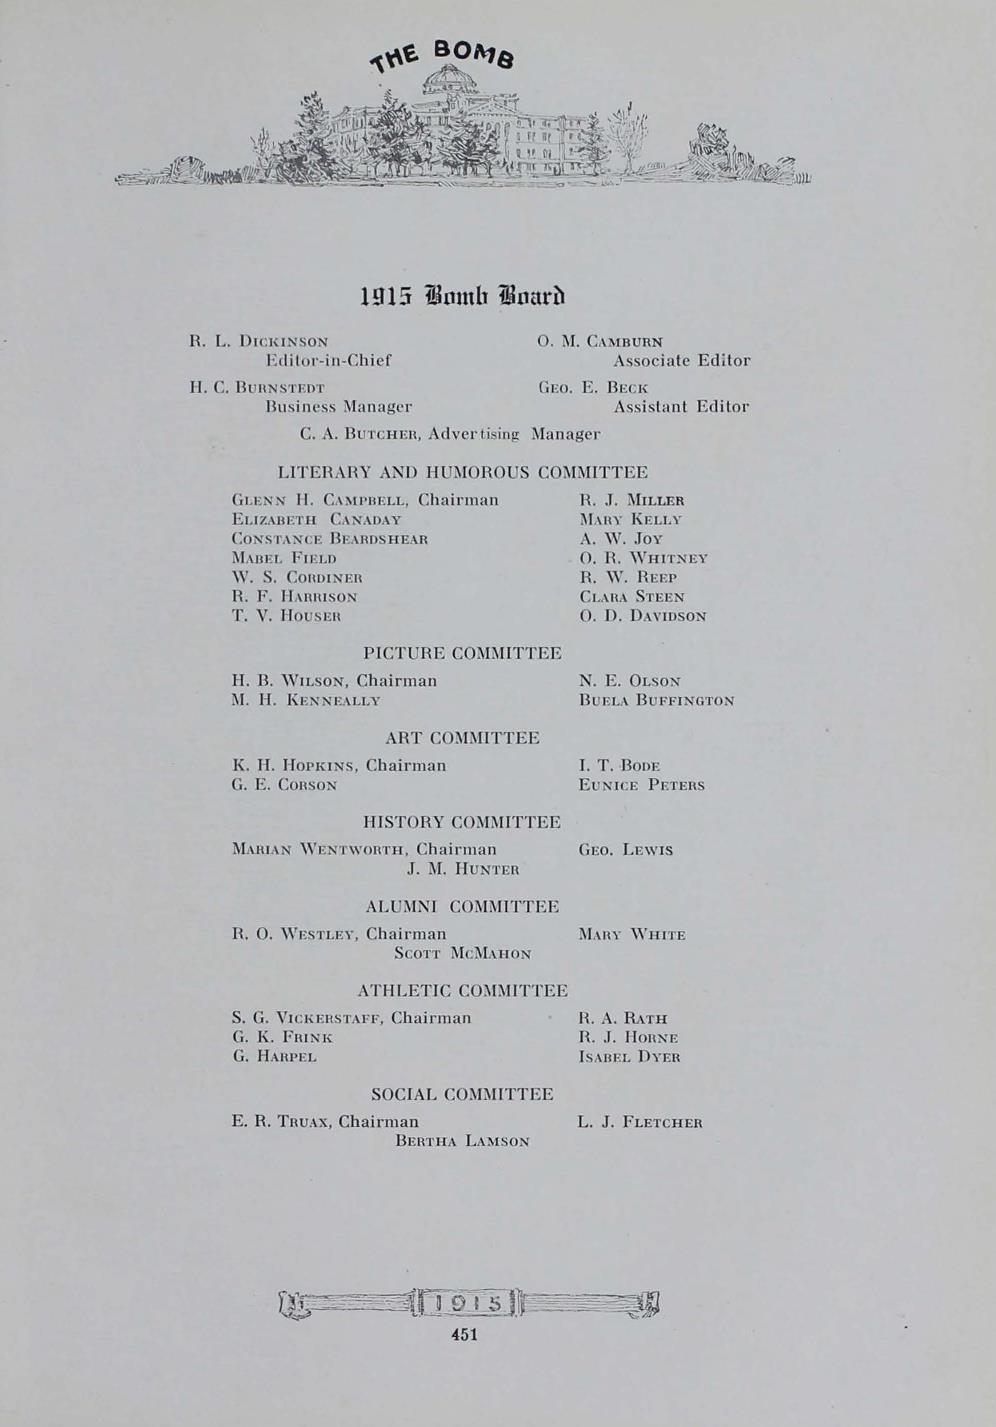 THE BOMB
1915 Bomb Board
R. L. DICKINSON O. M. CAMBURN
Editor-in-Chief Associate Editor
H. C. BURNSTEDT GEO. E. BECK
Business Manager Assistant Editor
C. A. BUTCHER, Advertising Manager
LITERARY AND HUMOROUS COMMITTEE
GLENN H. CAMPBELL, Chairman R. J. MILLER
ELIZABETH CANADAY MARY KELLY
CONSTANCE BEARDSHEAR A. W. JOY
MABEL FIELD O. R. WHITNEY
W. S. CORDINER R. W. REEP
R. F. HARRISON CLARA STEEN
T. V. HOUSER O. D. DAVIDSON
PICTURE COMMITTEE
H. B. WILSON, Chairman N. E. OLSON
M. H. KENNEALLY BUELA BUFFINGTON
ART COMMITTEE
K. H. HOPKINS, Chairman I. T. BODE
G. E. CORSON EUNICE PETERS
HISTORY COMMITTEE
MARIAN WENTWORTH, Chairman GEO. LEWIS
J. M. HUNTER
ALUMNI COMMITTEE
R. O. WESTLEY, Chairman MARY WHITE
SCOTT MCMAHON
ATHLETIC COMMITTEE
S. G. VICKERSTAFF, Chairman R. A. RATH
G. K. FRINK R. J. HORNE
G. HARPEL ISABEL DYER
SOCIAL COMMITTEE
E. R. TRUAX, Chairman L. J. FLETCHER
BERTHA LAMSON
1915
451